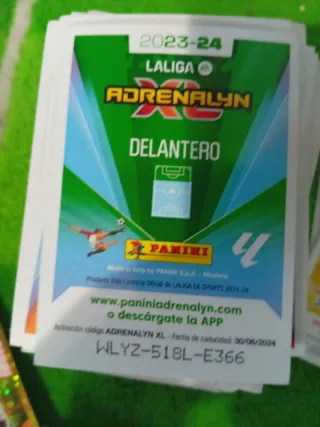 2023-24
LALIGA
ADRENALYN
XL
DELANTERO
PANINI
Made in Italy by PANINI S.p.A. - Modena
Producto bajo Licencia Oficial de LALIGA EA SPORTS 2023-24
www.paniniadrenalyn.com
o descárgate la APP
Activación código ADRENALYN XL - Fecha de caducidad 30/06/2024
WLYZ-518L-E366